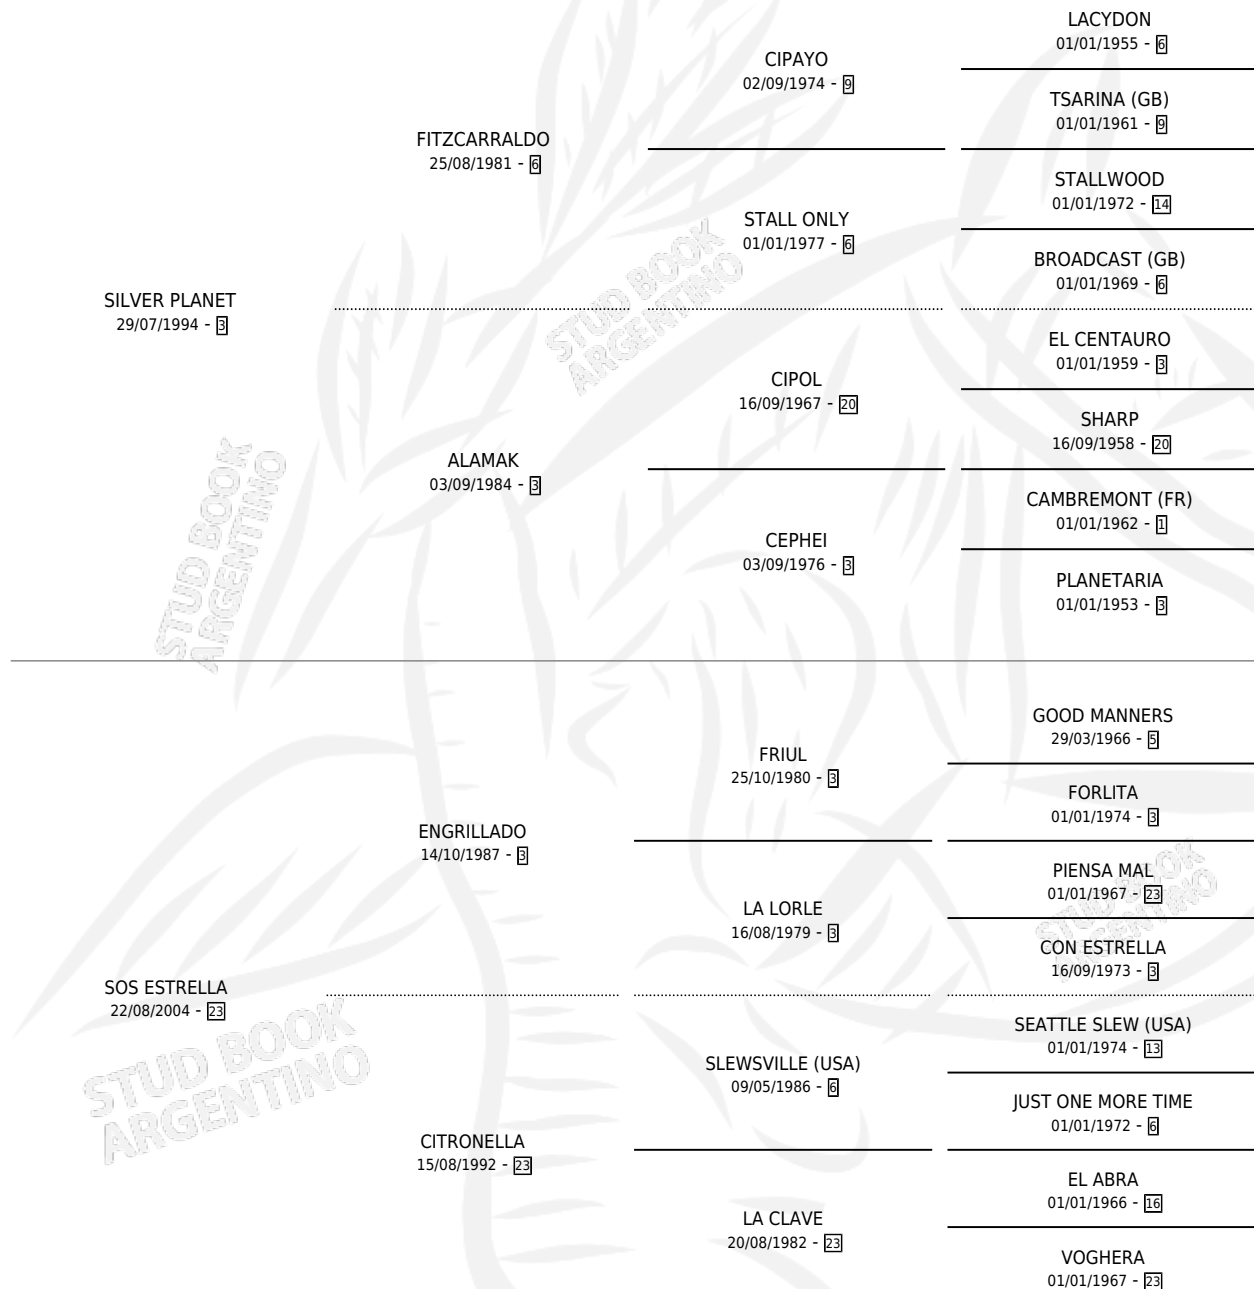 LACYDON
01/01/1955 - 6
CIPAYO
02/09/1974 - 9
TSARINA (GB)
01/01/1961 - 9
FITZCARRALDO
25/08/1981 - 6
STALLWOOD
01/01/1972 - 14
STALL ONLY
01/01/1977 - 6
BROADCAST (GB)
01/01/1969 - 6
SILVER PLANET
29/07/1994 - 3
STUD BOOK
ARGENTINO
EL CENTAURO
01/01/1959 - 3
CIPOL
16/09/1967 - 20
SHARP
16/09/1958 - 20
ALAMAK
03/09/1984 - 3
CAMBREMONT (FR)
01/01/1962 - 1
CEPHEI
03/09/1976 - 3
PLANETARIA
01/01/1953 - 3
STUD BOOK
ARGENTINO
GOOD MANNERS
29/03/1966 - 5
FRIUL
25/10/1980 - 3
FORLITA
01/01/1974 - 3
ENGRILLADO
14/10/1987 - 3
PIENSA MAL
01/01/1967 - 23
LA LORLE
16/08/1979 - 3
CON ESTRELLA
16/09/1973 - 3
STUD BOOK
ARGENTINO
SOS ESTRELLA
22/08/2004 - 23
STUD BOOK
ARGENTINO
SEATTLE SLEW (USA)
01/01/1974 - 13
SLEWSVILLE (USA)
09/05/1986 - 6
JUST ONE MORE TIME
01/01/1972 - 6
CITRONELLA
15/08/1992 - 23
EL ABRA
01/01/1966 - 16
LA CLAVE
20/08/1982 - 23
VOGHERA
01/01/1967 - 23